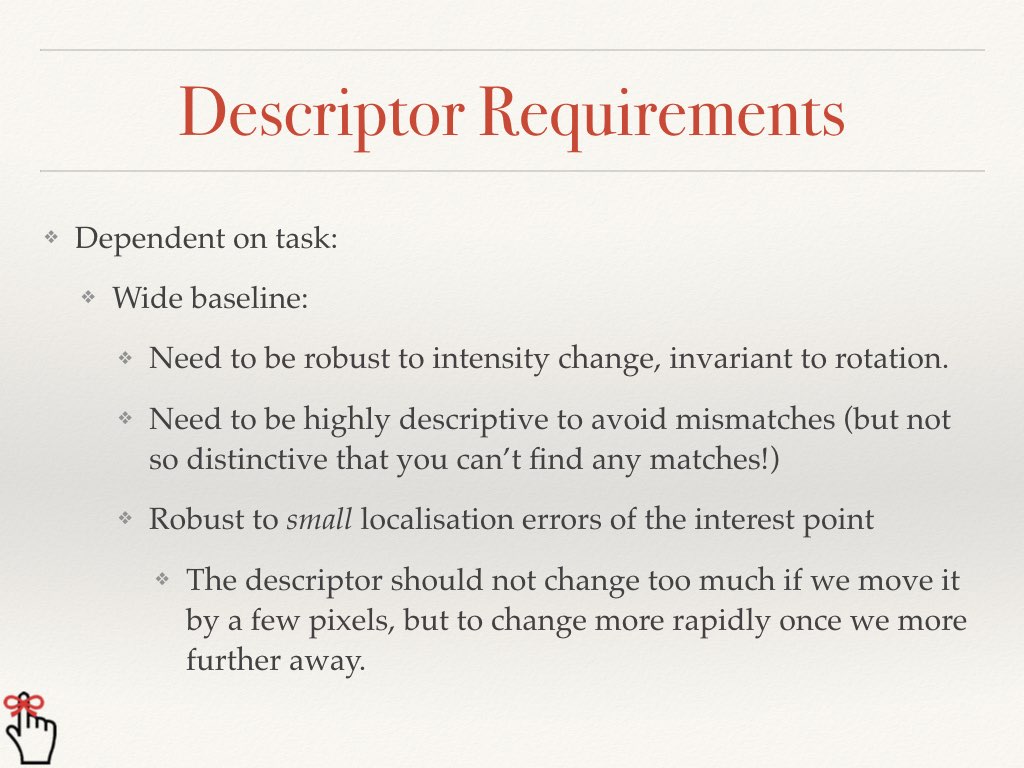 Descriptor Requirements
Dependent on task:
Wide baseline:
Need to be robust to intensity change, invariant to rotation.
Need to be highly descriptive to avoid mismatches (but not
so distinctive that you can’t find any matches!)
Robust to small localisation errors of the interest point
The descriptor should not change too much if we move it
by a few pixels, but to change more rapidly once we more
further away.